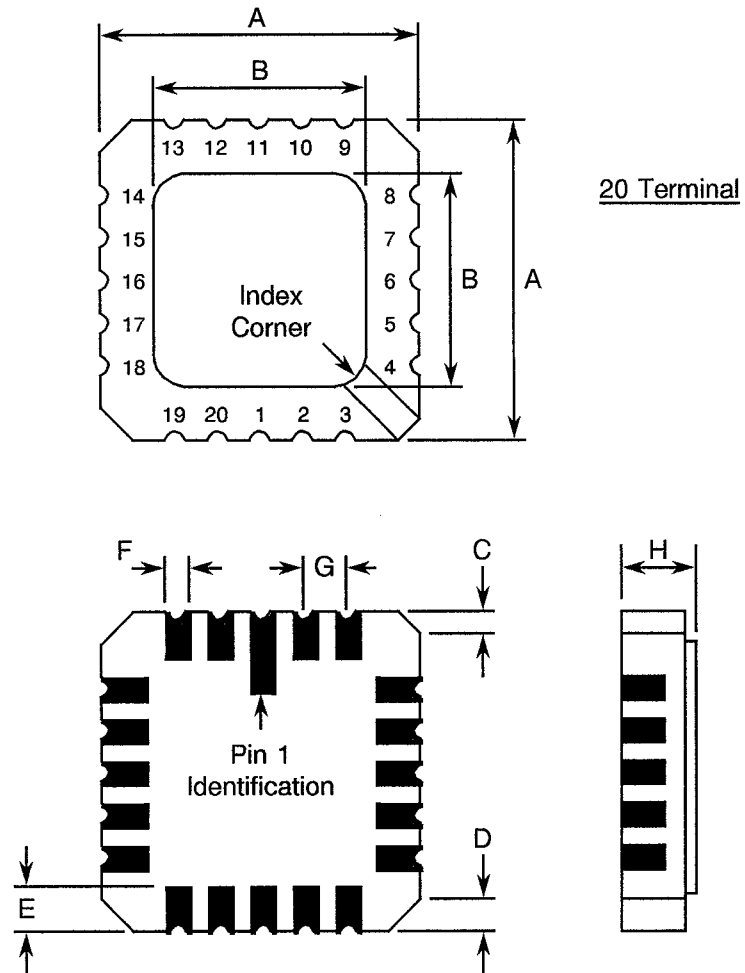 A
B
13 12 11 10 9
14 8
20 Terminal
15 7
16 6
B A
Index
Corner
17 5
18 4
19 20 1 2 3
F G C H
Pin 1
Identification
D
E